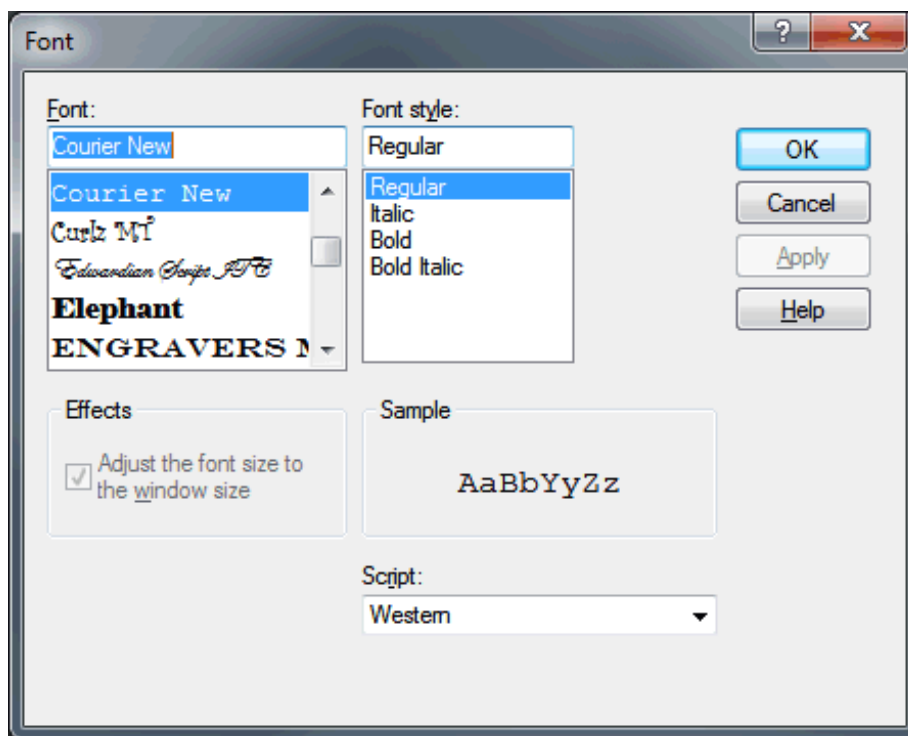 Font
Font:
Courier New
Courier New
Curlz MT
Edwardian Script ITC
Elephant
ENGRAVERS M
Font style:
Regular
Regular
Italic
Bold
Bold Italic
OK
Cancel
Apply
Help
Effects
Adjust the font size to
the window size
Sample
AaBbYyZz
Script:
Western